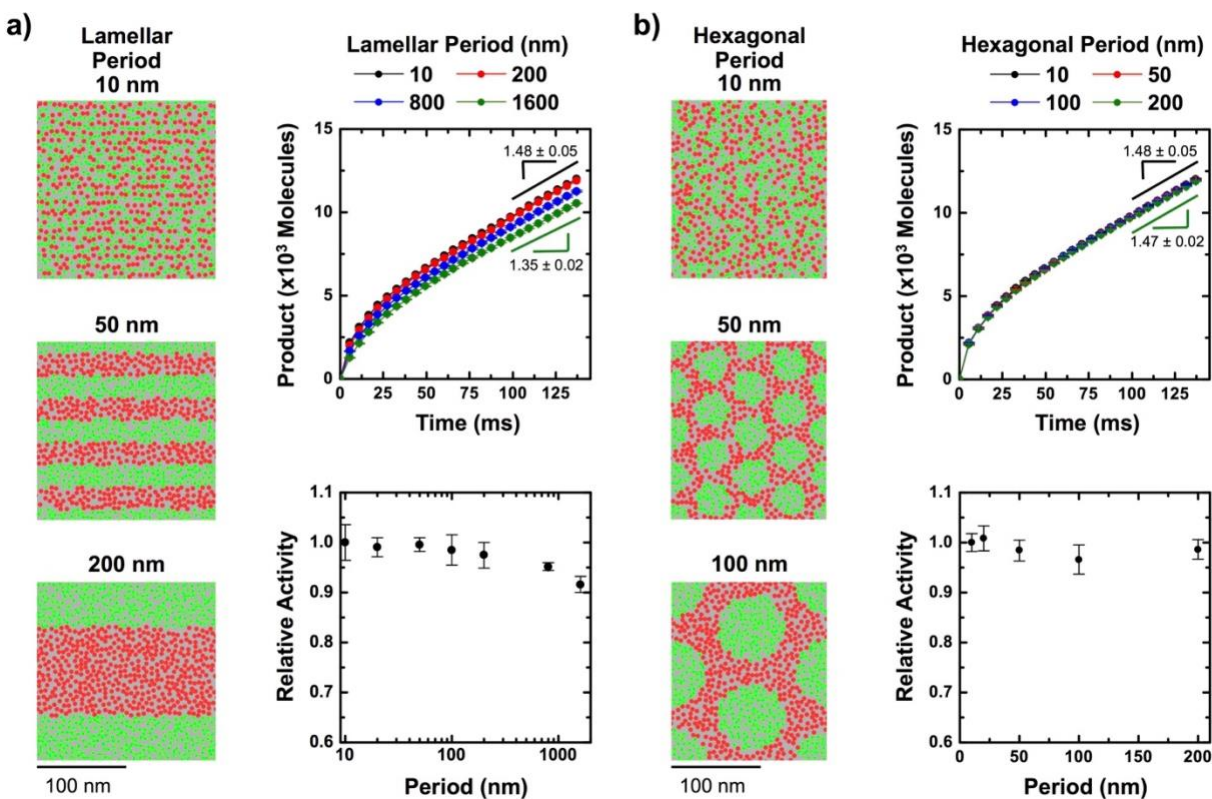 a)
Lamellar
Period
10 nm
50 nm
200 nm
100 nm
Lamellar Period (nm)
10 200
800 1600
15
10
5
0
1.48 ± 0.05
1.35 ± 0.02
Product (x10³ Molecules)
0 25 50 75 100 125
Time (ms)
1.1
1.0
0.9
0.8
0.7
0.6
Relative Activity
10 100 1000
Period (nm)
b)
Hexagonal
Period
10 nm
50 nm
100 nm
100 nm
Hexagonal Period (nm)
10 50
100 200
15
10
5
0
1.48 ± 0.05
1.47 ± 0.02
Product (x10³ Molecules)
0 25 50 75 100 125
Time (ms)
1.1
1.0
0.9
0.8
0.7
0.6
Relative Activity
0 50 100 150 200
Period (nm)